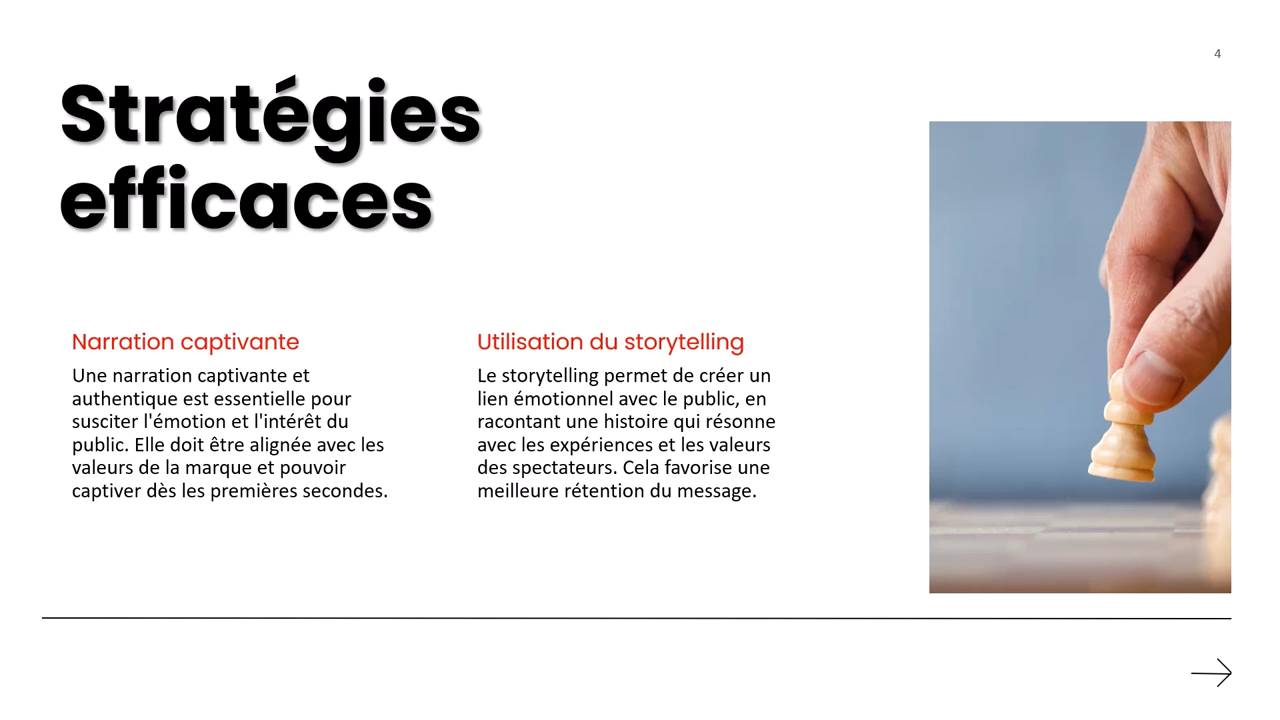 4
Stratégies
efficaces
Narration captivante
Une narration captivante et
authentique est essentielle pour
susciter l'émotion et l'intérêt du
public. Elle doit être alignée avec les
valeurs de la marque et pouvoir
captiver dès les premières secondes.
Utilisation du storytelling
Le storytelling permet de créer un
lien émotionnel avec le public, en
racontant une histoire qui résonne
avec les expériences et les valeurs
des spectateurs. Cela favorise une
meilleure rétention du message.